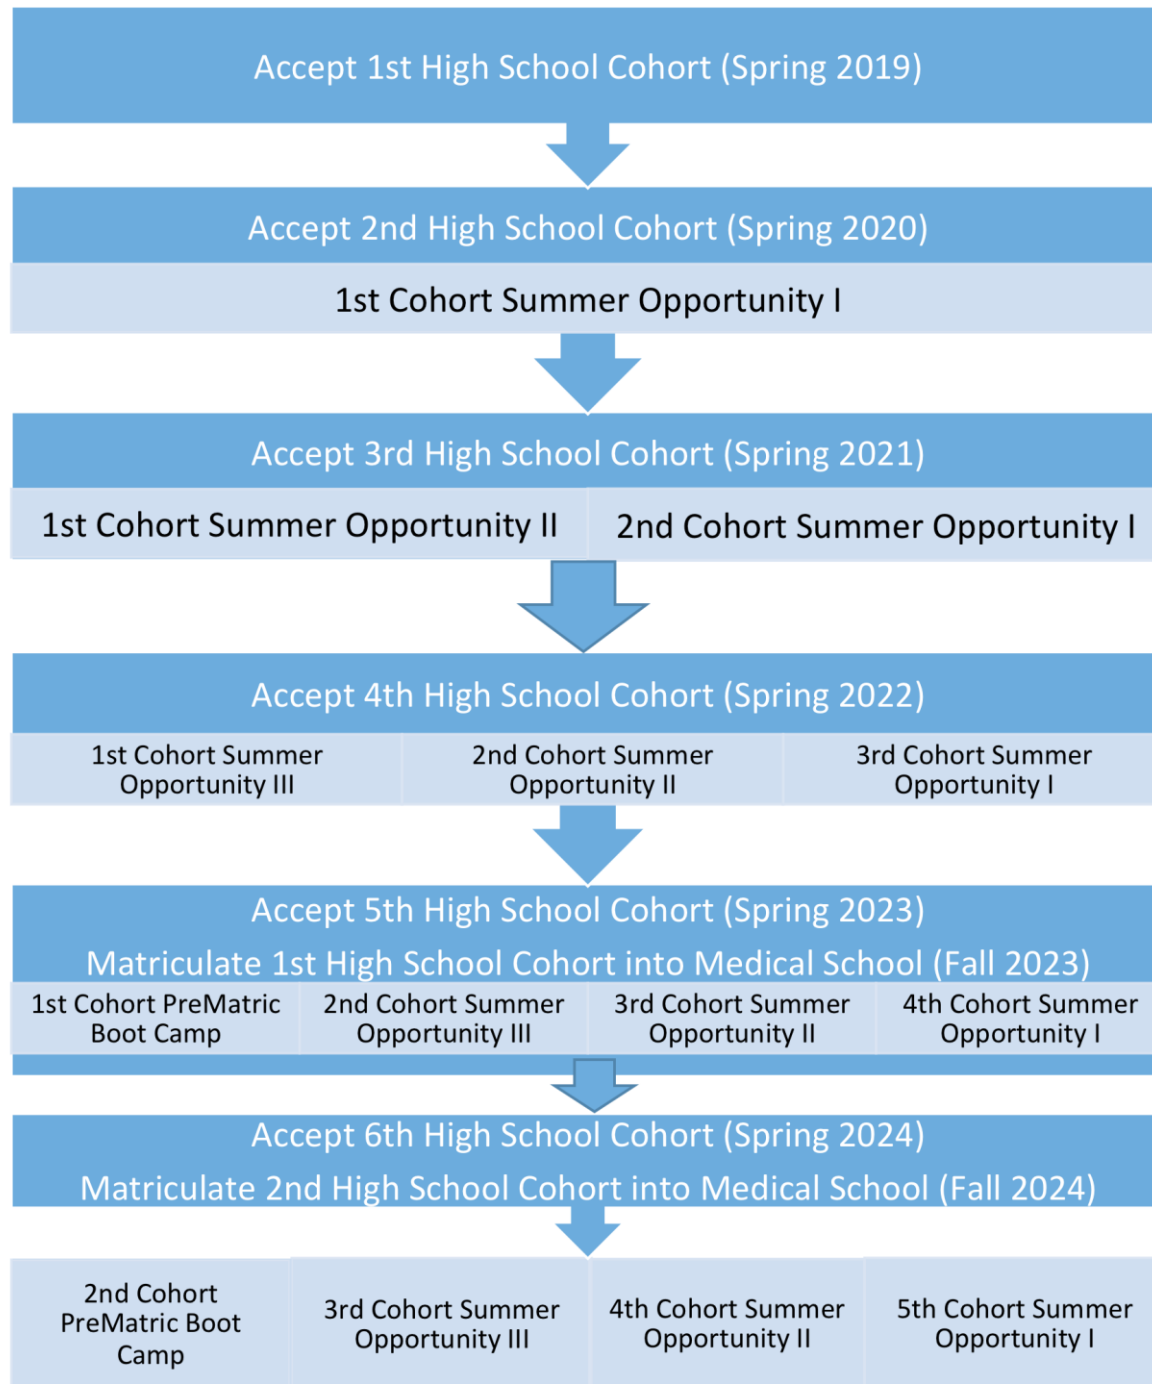 Accept 1st High School Cohort (Spring 2019)
Accept 2nd High School Cohort (Spring 2020)
1st Cohort Summer Opportunity I
Accept 3rd High School Cohort (Spring 2021)
1st Cohort Summer Opportunity II
2nd Cohort Summer Opportunity I
Accept 4th High School Cohort (Spring 2022)
1st Cohort Summer
Opportunity III
2nd Cohort Summer
Opportunity II
3rd Cohort Summer
Opportunity I
Accept 5th High School Cohort (Spring 2023)
Matriculate 1st High School Cohort into Medical School (Fall 2023)
1st Cohort PreMatric
Boot Camp
2nd Cohort Summer
Opportunity III
3rd Cohort Summer
Opportunity II
4th Cohort Summer
Opportunity I
Accept 6th High School Cohort (Spring 2024)
Matriculate 2nd High School Cohort into Medical School (Fall 2024)
2nd Cohort
PreMatric Boot
Camp
3rd Cohort Summer
Opportunity III
4th Cohort Summer
Opportunity II
5th Cohort Summer
Opportunity I